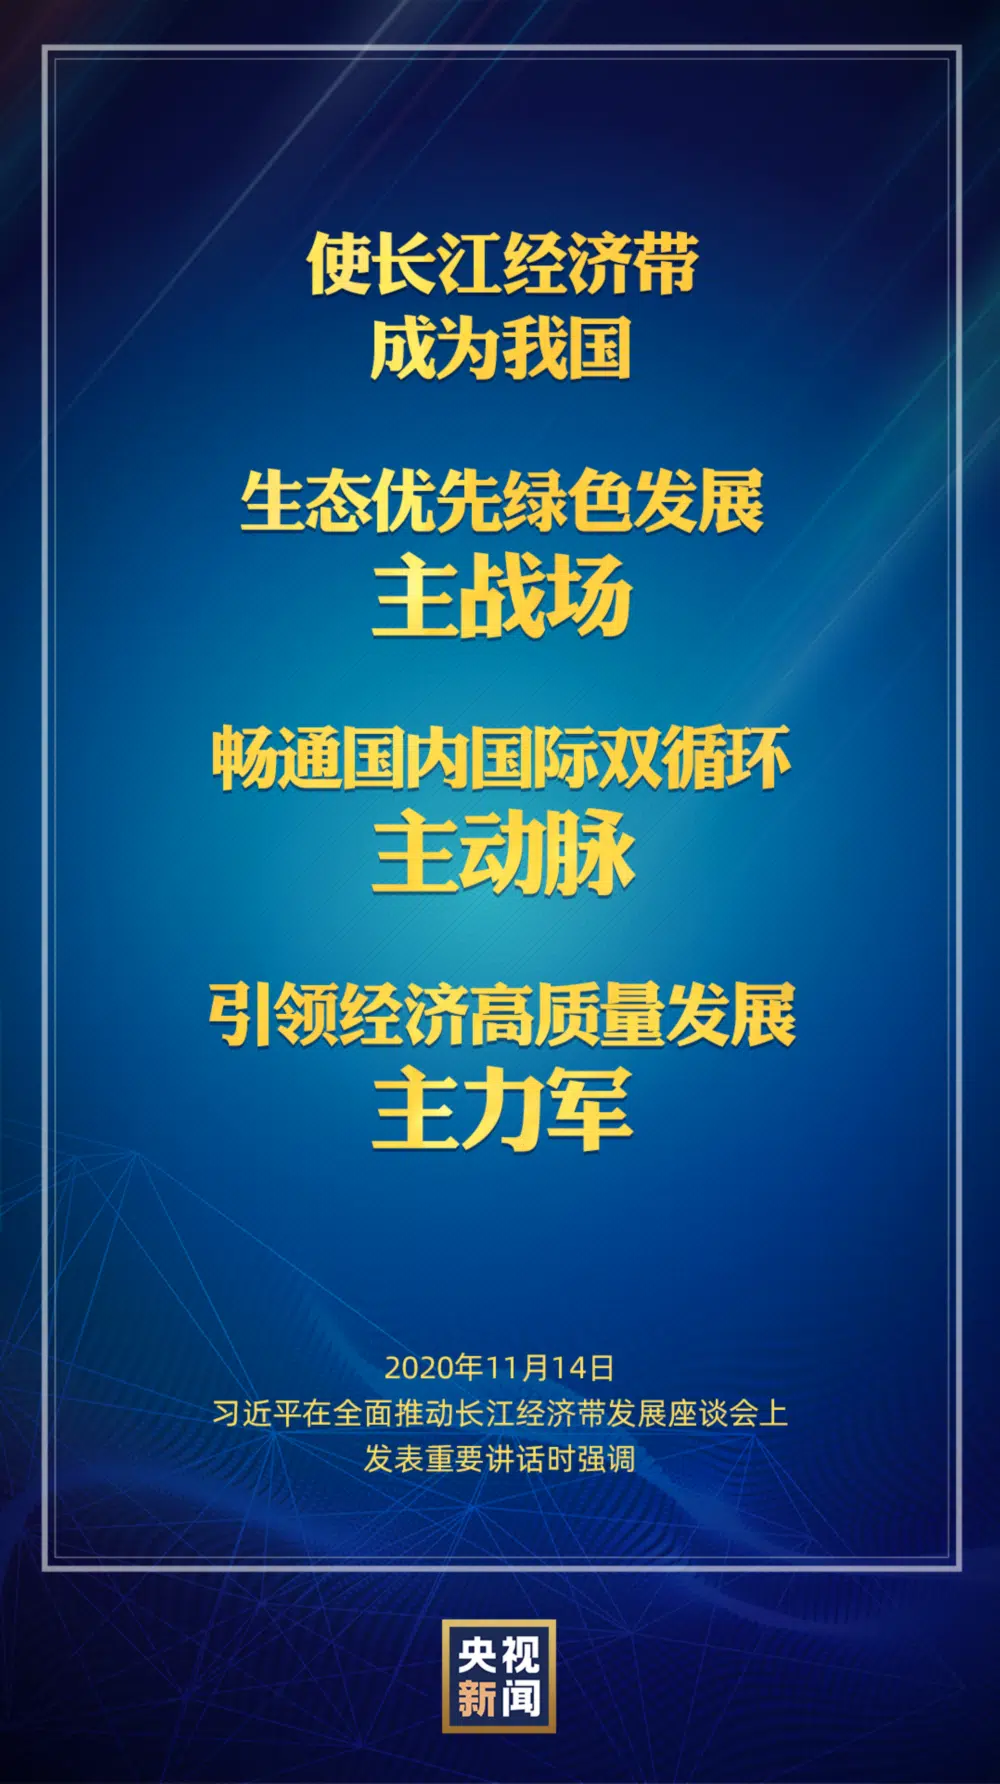 使长江经济带
成为我国
生态优先绿色发展
主战场
畅通国内国际双循环
主动脉
引领经济高质量发展
主力军
2020年11月14日
习近平在全面推动长江经济带发展座谈会上
发表重要讲话时强调
央视
新闻